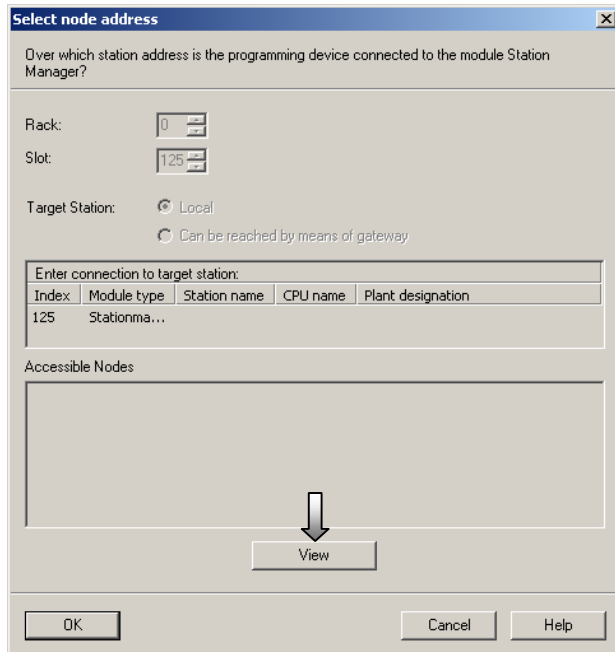 Select node address
Over which station address is the programming device connected to the module Station
Manager?
Rack: 0
Slot: 125
Target Station: Local
Can be reached by means of gateway
Enter connection to target station:
Index Module type Station name CPU name Plant designation
125 Stationma...
Accessible Nodes
View
OK Cancel Help